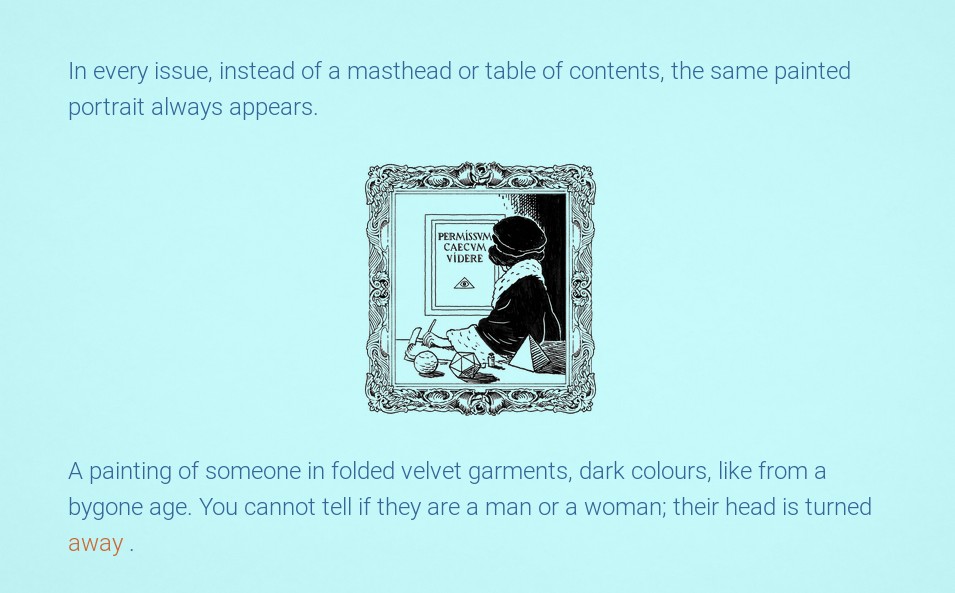 In every issue, instead of a masthead or table of contents, the same painted
portrait always appears.
PERMISSVM
CAECVM
VIDERE
A painting of someone in folded velvet garments, dark colours, like from a
bygone age. You cannot tell if they are a man or a woman; their head is turned
away .